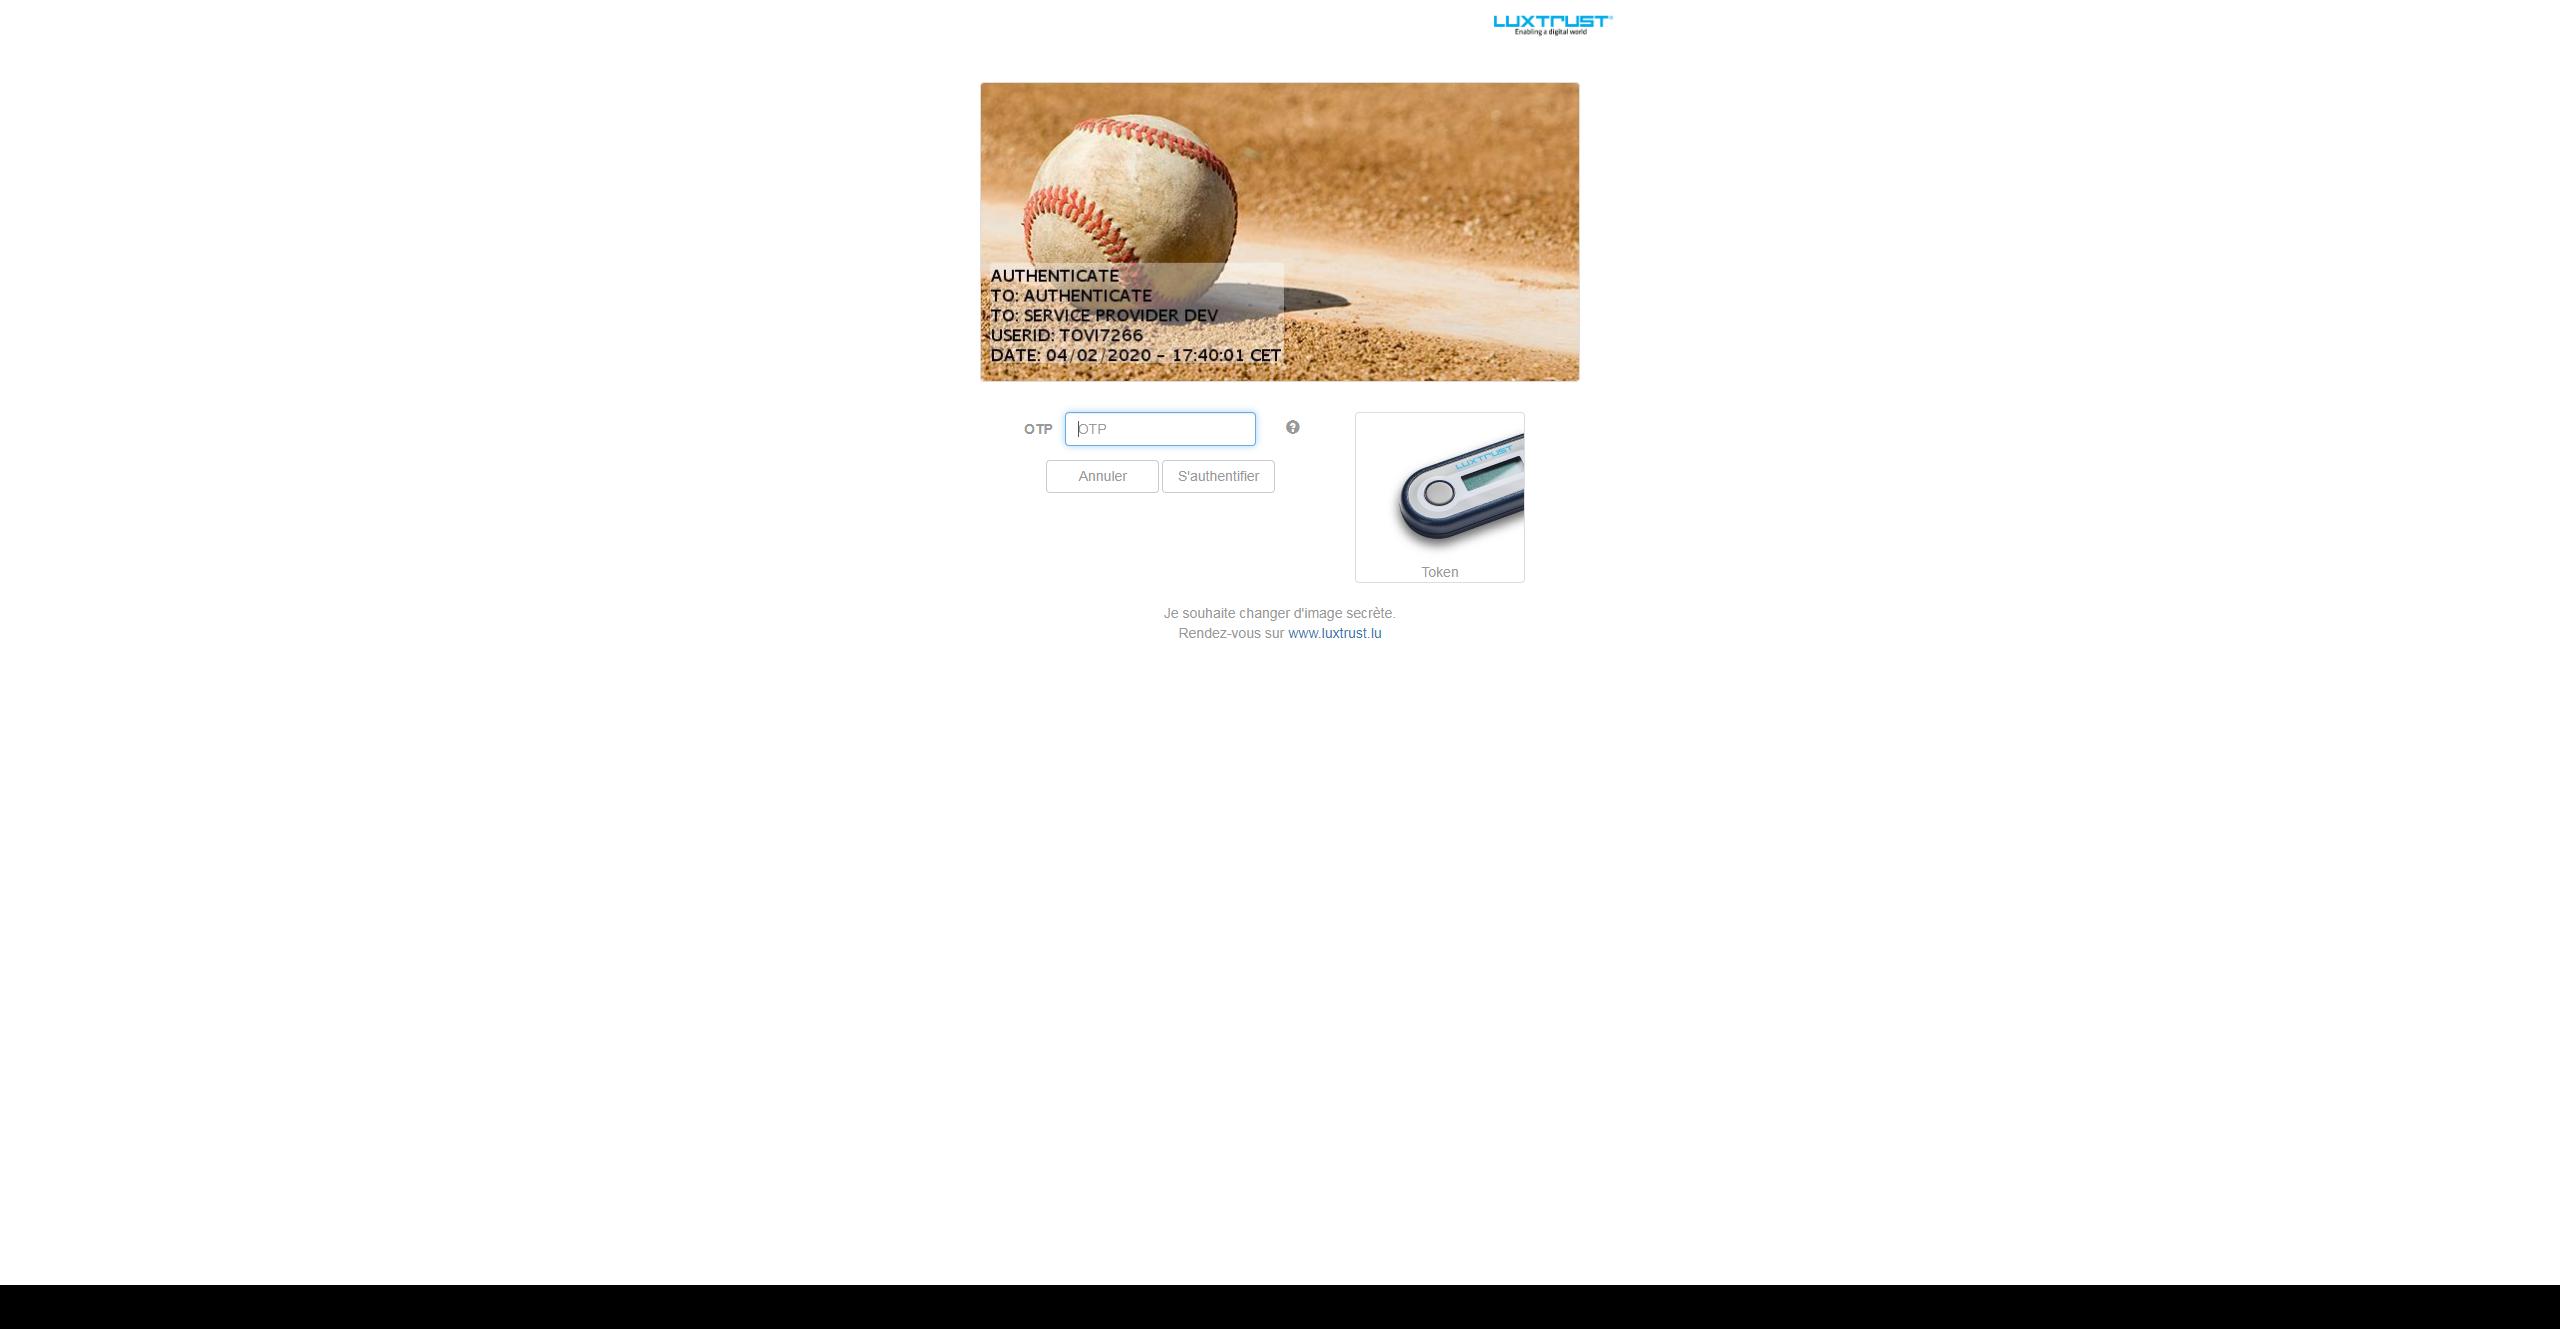 LUXTRUST
Enabling a digital world
AUTHENTICATE
TO: AUTHENTICATE
TO: SERVICE PROVIDER DEV
USERID: TOVI7266
DATE: 04/02/2020 - 17:40:01 CET
OTP
OTP
Annuler
S'authentifier
LUXTRUST
Token
Je souhaite changer d'image secrète.
Rendez-vous sur www.luxtrust.lu